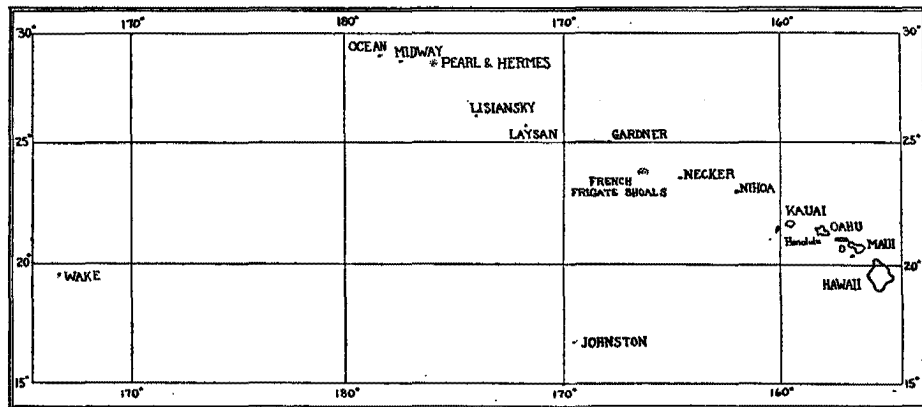 170° 180° 170° 160°
30° 30°
OCEAN
MIDWAY
PEARL & HERMES
LISIANSKY
LAYSAN
GARDNER
25° 25°
FRENCH
FRIGATE SHOALS
NECKER
NIHOA
KAUAI
OAHU
Honolulu
MAUI
20° 20°
WAKE
HAWAII
JOHNSTON
15° 15°
170° 180° 170° 160°